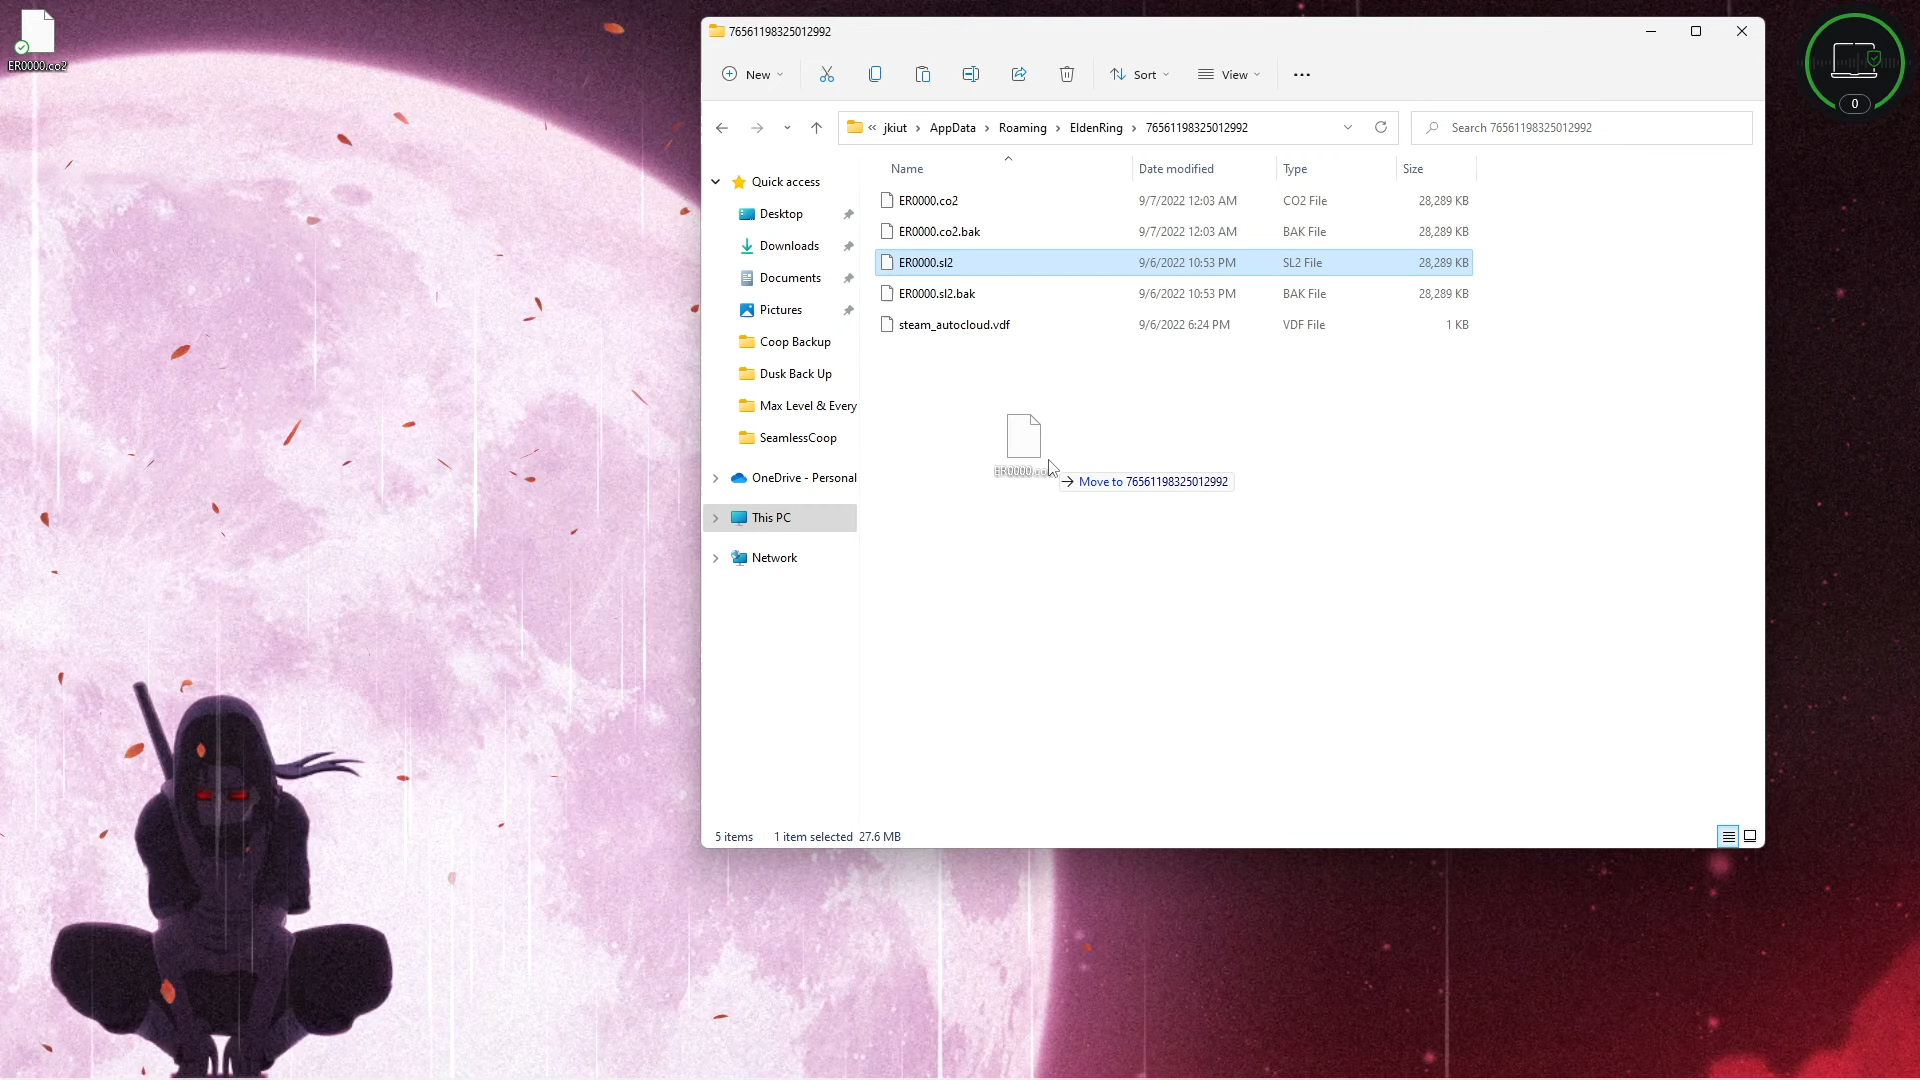 ER0000.co2
76561198325012992
New
Sort
View
0
« jkiut › AppData › Roaming › EldenRing › 76561198325012992
Search 76561198325012992
Name Date modified Type Size
Quick access
Desktop
Downloads
Documents
Pictures
Coop Backup
Dusk Back Up
Max Level & Every
SeamlessCoop
OneDrive - Personal
This PC
Network
ER0000.co2 9/7/2022 12:03 AM CO2 File 28,289 KB
ER0000.co2.bak 9/7/2022 12:03 AM BAK File 28,289 KB
ER0000.sl2 9/6/2022 10:53 PM SL2 File 28,289 KB
ER0000.sl2.bak 9/6/2022 10:53 PM BAK File 28,289 KB
steam_autocloud.vdf 9/6/2022 6:24 PM VDF File 1 KB
Move to 76561198325012992
5 items 1 item selected 27.6 MB